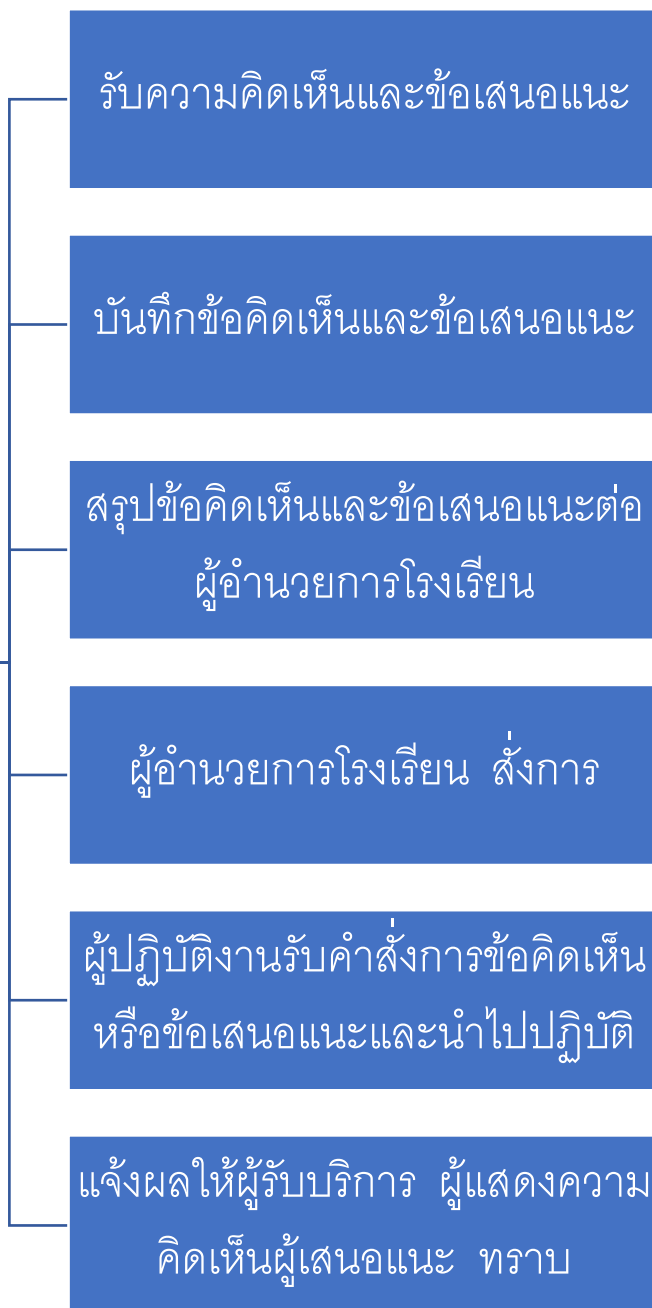 รับความคิดเห็นและข้อเสนอแนะ
บันทึกข้อคิดเห็นและข้อเสนอแนะ
สรุปข้อคิดเห็นและข้อเสนอแนะต่อ
ผู้อำนวยการโรงเรียน
ผู้อำนวยการโรงเรียน สั่งการ
ผู้ปฏิบัติงานรับคำสั่งการข้อคิดเห็น
หรือข้อเสนอแนะและนำไปปฏิบัติ
แจ้งผลให้ผู้รับบริการ ผู้แสดงความ
คิดเห็นผู้เสนอแนะ ทราบ